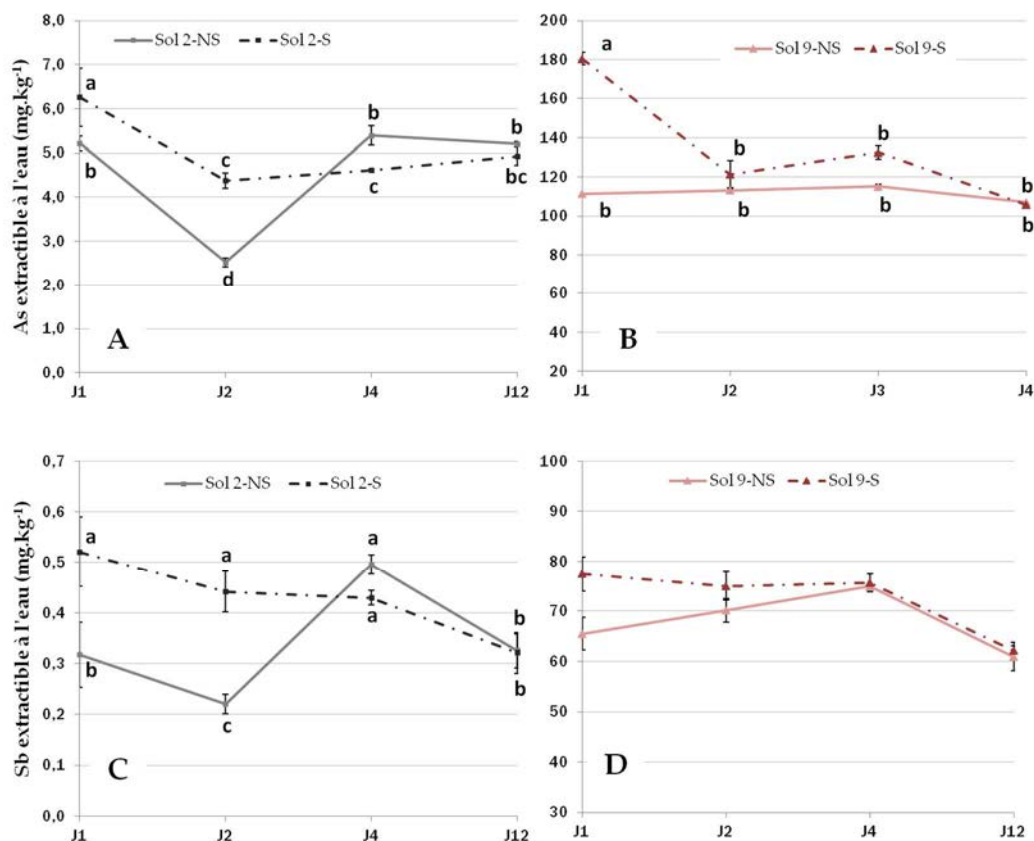 Sol 2-NS Sol 2-S
As extractible à l'eau (mg.kg⁻¹)
8,0
7,0
6,0
5,0
4,0
3,0
2,0
1,0
0,0
a
b
c
d
b
c
b
bc
A
J1 J2 J4 J12
Sol 9-NS Sol 9-S
200
180
160
140
120
100
80
60
40
20
a
b
b
b
b
b
b
b
B
J1 J2 J3 J4
Sol 2-NS Sol 2-S
Sb extractible à l'eau (mg.kg⁻¹)
0,7
0,6
0,5
0,4
0,3
0,2
0,1
0,0
a
b
a
c
a
a
b
b
C
J1 J2 J4 J12
Sol 9-NS Sol 9-S
100
90
80
70
60
50
40
30
D
J1 J2 J4 J12